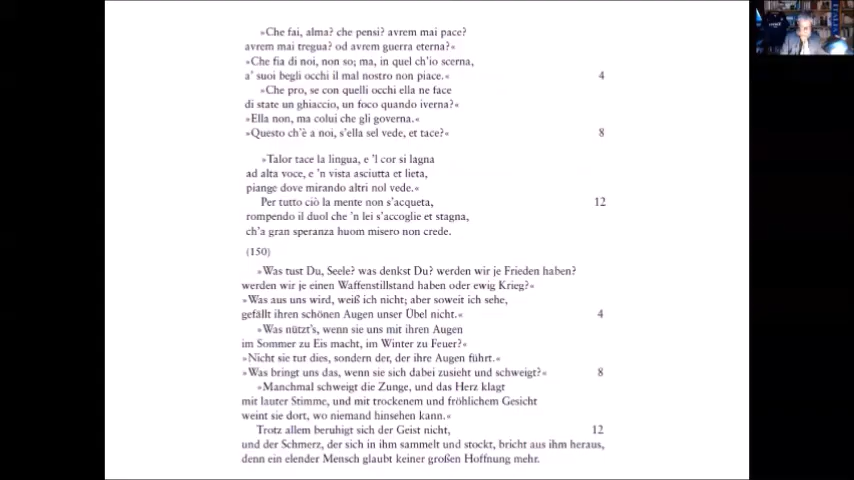 »Che fai, alma? che pensi? avrem mai pace?
avrem mai tregua? od avrem guerra eterna?«
»Che fia di noi, non so; ma, in quel ch'io scerna,
a' suoi begli occhi il mal nostro non piace.« 4
»Che pro, se con quelli occhi ella ne face
di state un ghiaccio, un foco quando iverna?«
»Ella non, ma colui che gli governa.«
»Questo ch'è a noi, s'ella sel vede, et tace?« 8
»Talor tace la lingua, e 'l cor si lagna
ad alta voce, e 'n vista asciutta et lieta,
piange dove mirando altri nol vede.«
Per tutto ciò la mente non s'acqueta, 12
rompendo il duol che 'n lei s'accoglie et stagna,
ch'a gran speranza huom misero non crede.
(150)
»Was tust Du, Seele? was denkst Du? werden wir je Frieden haben?
werden wir je einen Waffenstillstand haben oder ewig Krieg?«
»Was aus uns wird, weiß ich nicht; aber soweit ich sehe,
gefällt ihren schönen Augen unser Übel nicht.« 4
»Was nützt's, wenn sie uns mit ihren Augen
im Sommer zu Eis macht, im Winter zu Feuer?«
»Nicht sie tut dies, sondern der, der ihre Augen führt.«
»Was bringt uns das, wenn sie sich dabei zusieht und schweigt?« 8
»Manchmal schweigt die Zunge, und das Herz klagt
mit lauter Stimme, und mit trockenem und fröhlichem Gesicht
weint sie dort, wo niemand hinsehen kann.«
Trotz allem beruhigt sich der Geist nicht, 12
und der Schmerz, der sich in ihm sammelt und stockt, bricht aus ihm heraus,
denn ein elender Mensch glaubt keiner großen Hoffnung mehr.